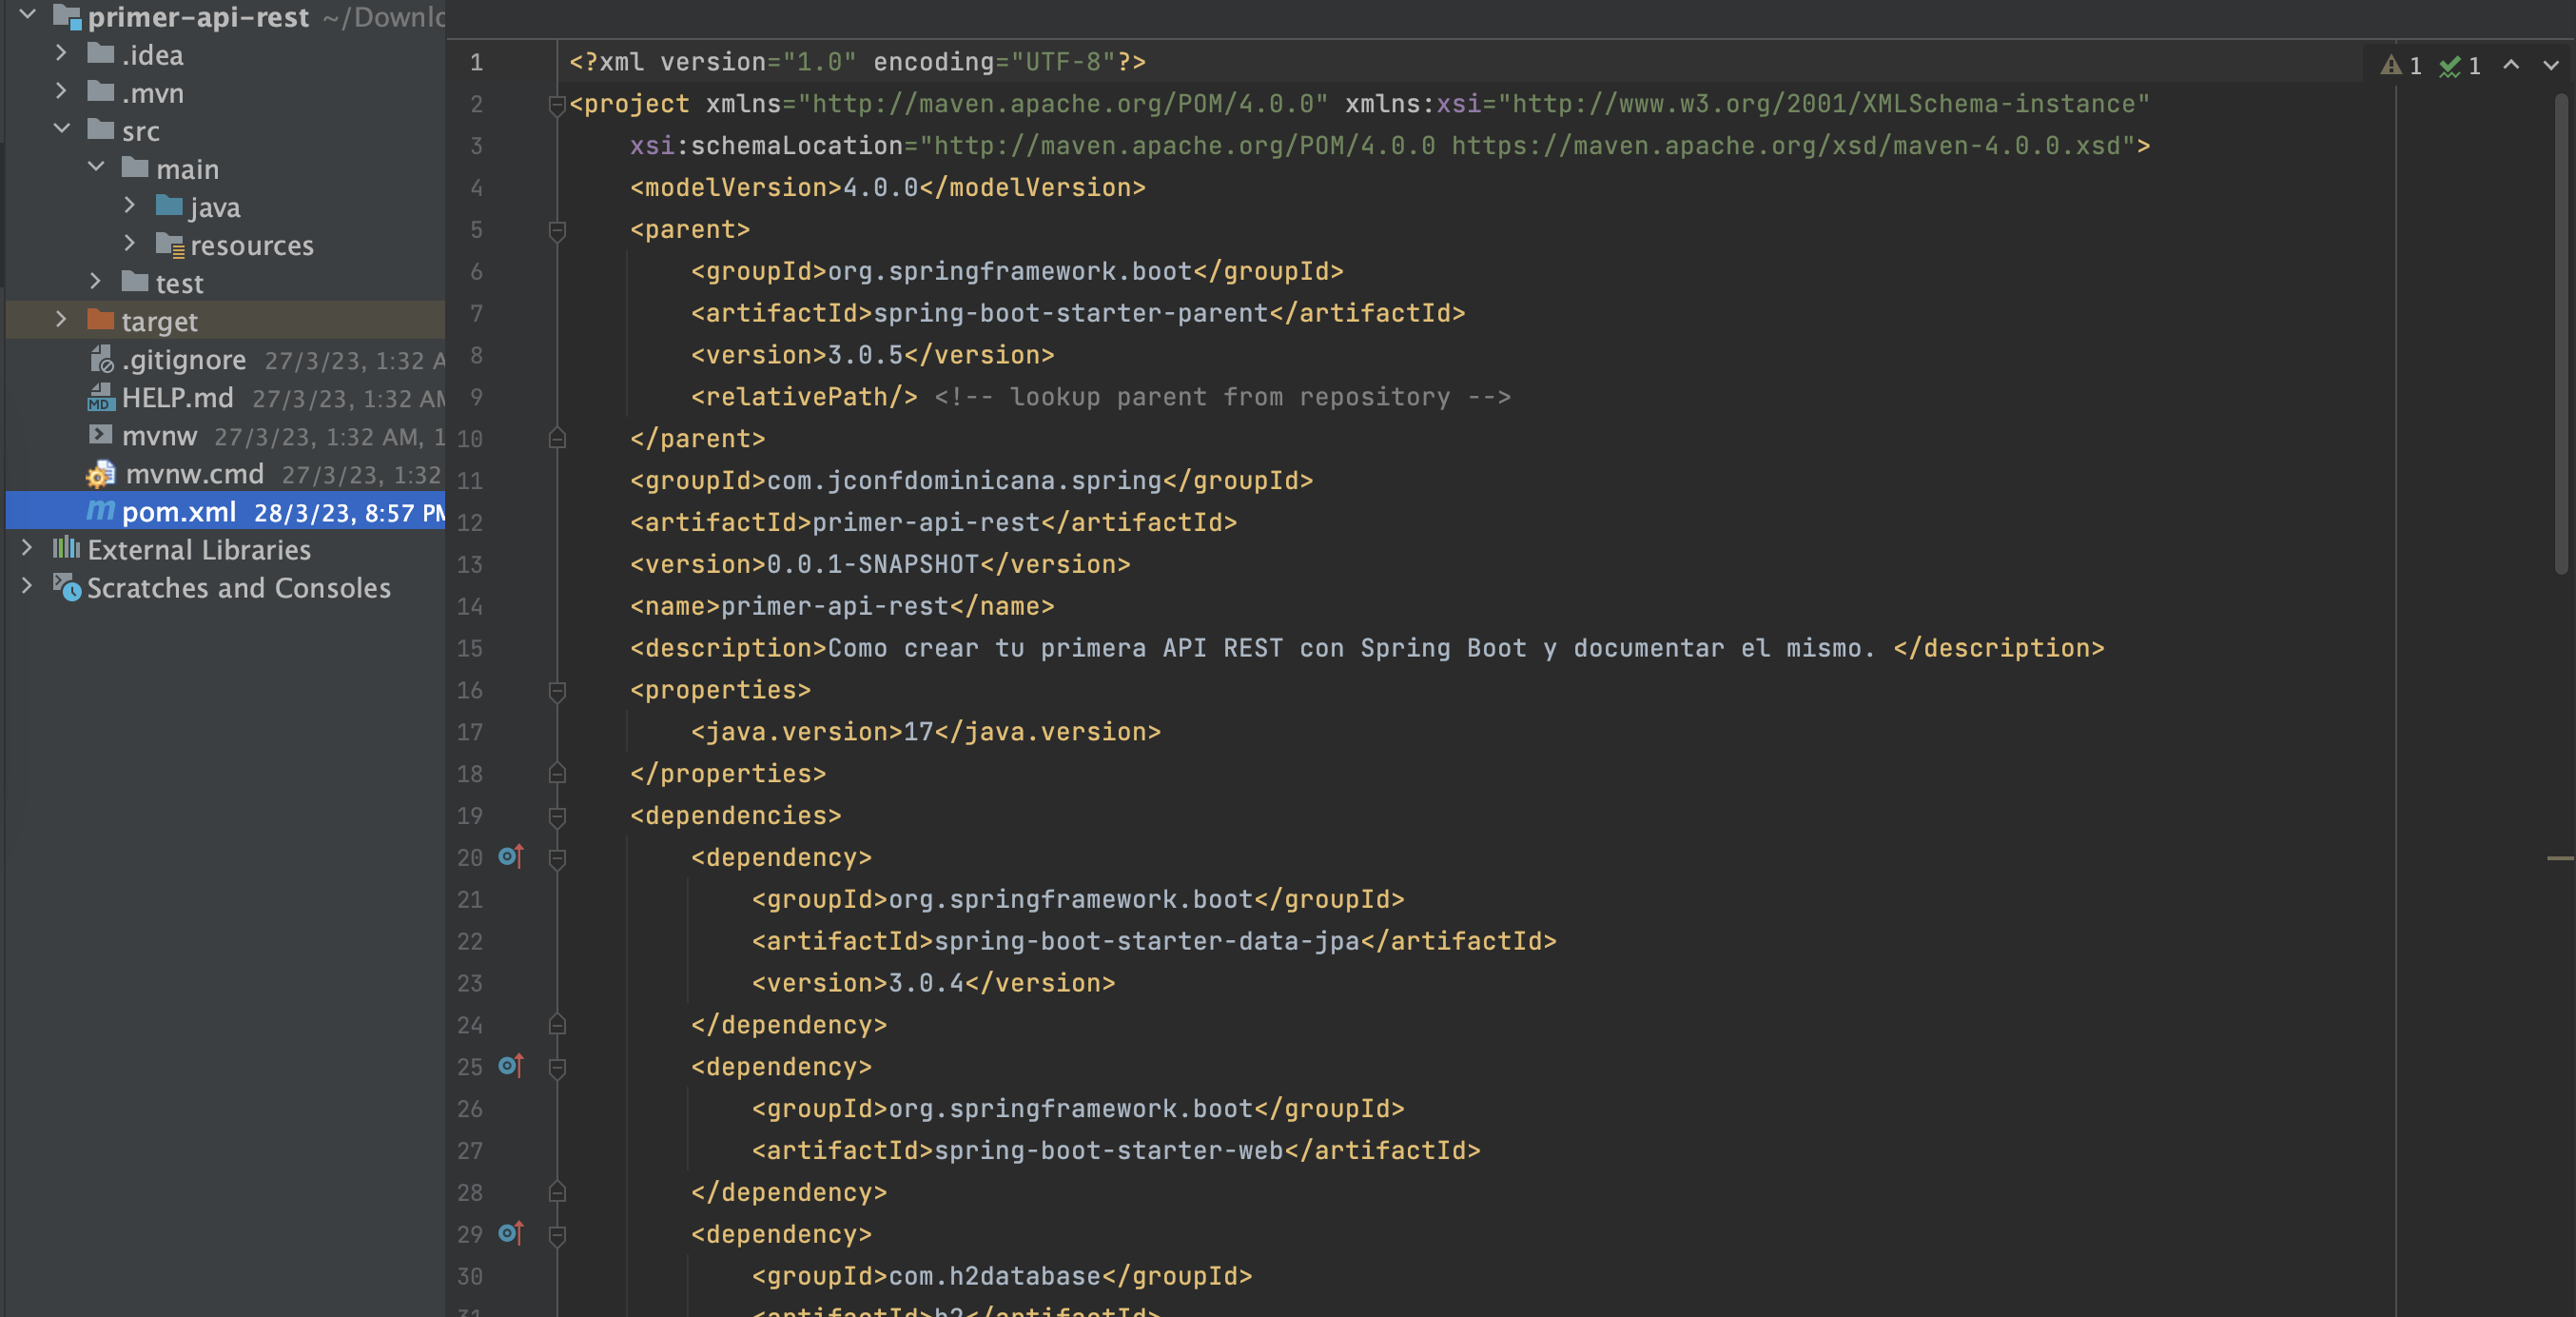 primer-api-rest ~/Downlo
.idea
.mvn
src
main
java
resources
test
target
.gitignore 27/3/23, 1:32 A
HELP.md 27/3/23, 1:32 AM
mvnw 27/3/23, 1:32 AM, 1
mvnw.cmd 27/3/23, 1:32
pom.xml 28/3/23, 8:57 PM
External Libraries
Scratches and Consoles
1 <?xml version="1.0" encoding="UTF-8"?>
2 <project xmlns="http://maven.apache.org/POM/4.0.0" xmlns:xsi="http://www.w3.org/2001/XMLSchema-instance"
3 xsi:schemaLocation="http://maven.apache.org/POM/4.0.0 https://maven.apache.org/xsd/maven-4.0.0.xsd">
4 <modelVersion>4.0.0</modelVersion>
5 <parent>
6 <groupId>org.springframework.boot</groupId>
7 <artifactId>spring-boot-starter-parent</artifactId>
8 <version>3.0.5</version>
9 <relativePath/> <!-- lookup parent from repository -->
10 </parent>
11 <groupId>com.jconfdominicana.spring</groupId>
12 <artifactId>primer-api-rest</artifactId>
13 <version>0.0.1-SNAPSHOT</version>
14 <name>primer-api-rest</name>
15 <description>Como crear tu primera API REST con Spring Boot y documentar el mismo. </description>
16 <properties>
17 <java.version>17</java.version>
18 </properties>
19 <dependencies>
20 <dependency>
21 <groupId>org.springframework.boot</groupId>
22 <artifactId>spring-boot-starter-data-jpa</artifactId>
23 <version>3.0.4</version>
24 </dependency>
25 <dependency>
26 <groupId>org.springframework.boot</groupId>
27 <artifactId>spring-boot-starter-web</artifactId>
28 </dependency>
29 <dependency>
30 <groupId>com.h2database</groupId>
31 <artifactId>h2</artifactId>
1 1